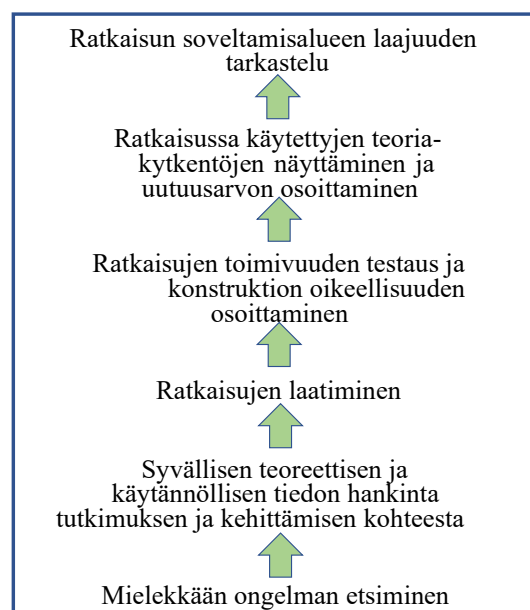 Ratkaisun soveltamisalueen laajuuden
tarkastelu
Ratkaisussa käytettyjen teoria-
kytkentöjen näyttäminen ja
uutuusarvon osoittaminen
Ratkaisujen toimivuuden testaus ja
konstruktion oikeellisuuden
osoittaminen
Ratkaisujen laatiminen
Syvällisen teoreettisen ja
käytännöllisen tiedon hankinta
tutkimuksen ja kehittämisen kohteesta
Mielekkään ongelman etsiminen